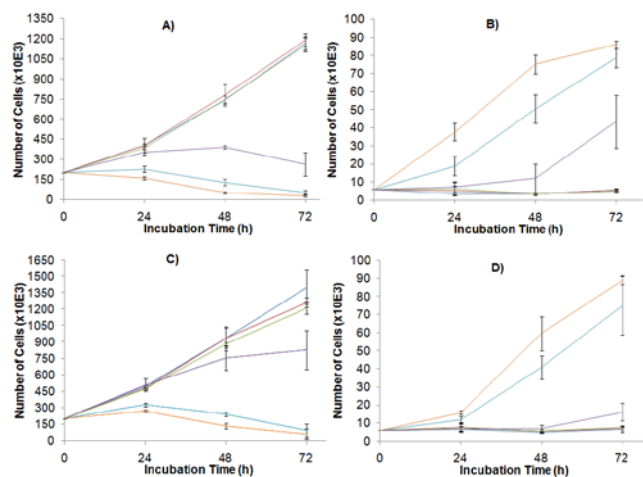 A)
Number of Cells (x10E3)
1350
1200
1050
900
750
600
450
300
150
0
0 24 48 72
Incubation Time (h)
B)
Number of Cells (x10E3)
100
90
80
70
60
50
40
30
20
10
0
0 24 48 72
Incubation Time (h)
C)
Number of Cells (x10E3)
1650
1500
1350
1200
1050
900
750
600
450
300
150
0
0 24 48 72
Incubation Time (h)
D)
Number of Cells (x10E3)
100
90
80
70
60
50
40
30
20
10
0
0 24 48 72
Incubation Time (h)